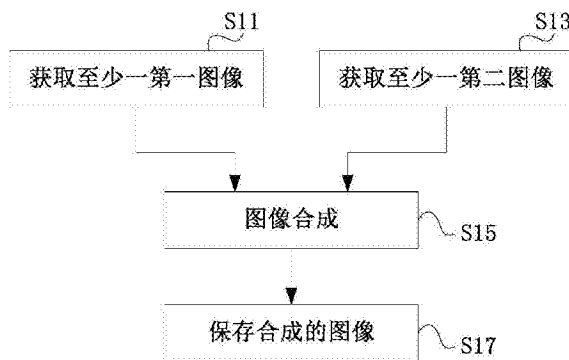 S11
S13
获取至少一第一图像
获取至少一第二图像
图像合成
S15
保存合成的图像
S17